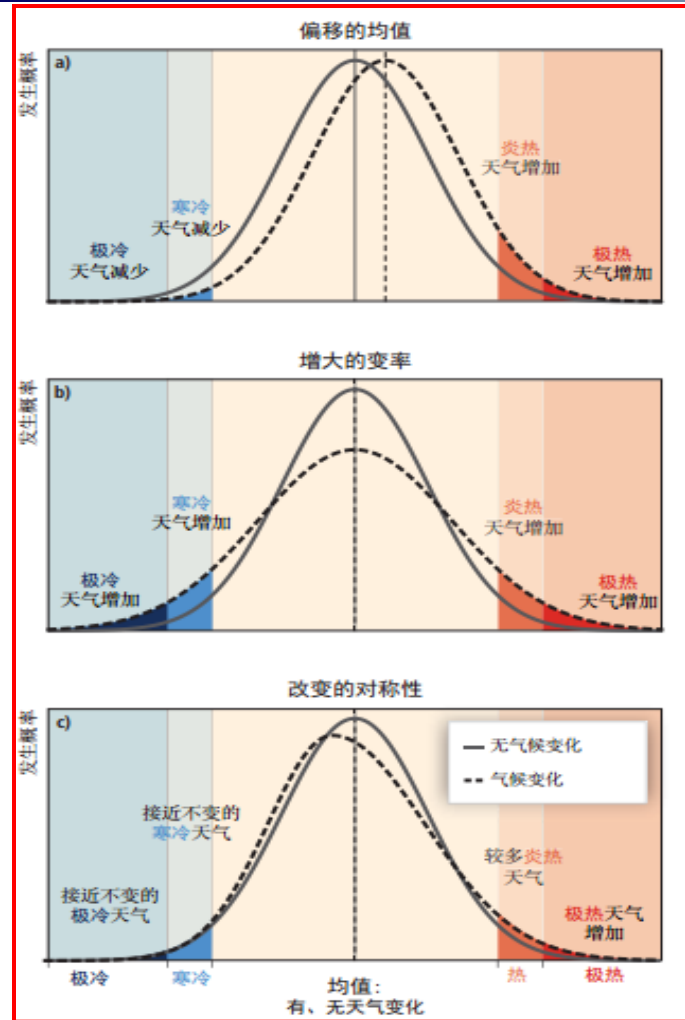 偏移的均值
发生概率
a)
炎热
天气增加
寒冷
天气减少
极冷
天气减少
极热
天气增加
增大的变率
发生概率
b)
寒冷
天气增加
炎热
天气增加
极冷
天气增加
极热
天气增加
改变的对称性
发生概率
c)
无气候变化
气候变化
接近不变的
寒冷天气
较多炎热
天气
接近不变的
极冷天气
极热天气
增加
极冷 寒冷 热 极热
均值：
有、无天气变化